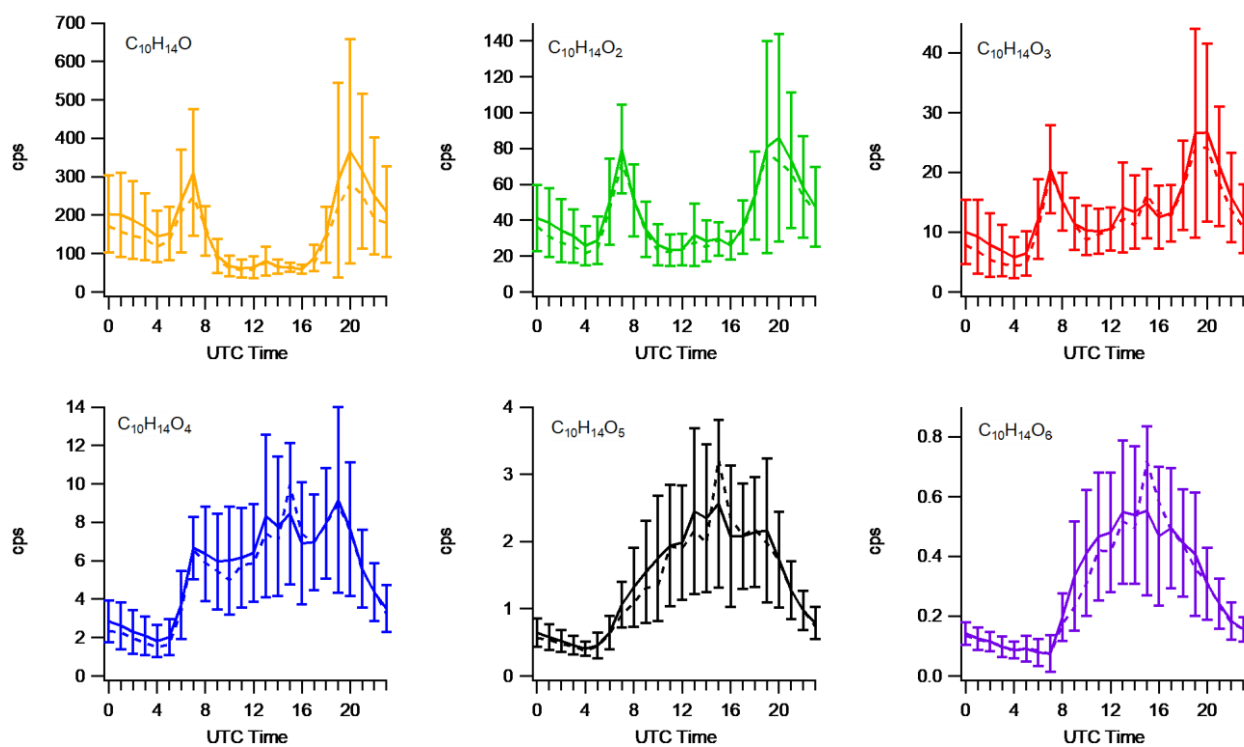 C₁₀H₁₄O
700
600
500
400
300
200
100
0
cps
0 4 8 12 16 20
UTC Time
C₁₀H₁₄O₂
140
120
100
80
60
40
20
0
cps
0 4 8 12 16 20
UTC Time
C₁₀H₁₄O₃
40
30
20
10
0
cps
0 4 8 12 16 20
UTC Time
C₁₀H₁₄O₄
14
12
10
8
6
4
2
0
cps
0 4 8 12 16 20
UTC Time
C₁₀H₁₄O₅
4
3
2
1
0
cps
0 4 8 12 16 20
UTC Time
C₁₀H₁₄O₆
0.8
0.6
0.4
0.2
0.0
cps
0 4 8 12 16 20
UTC Time